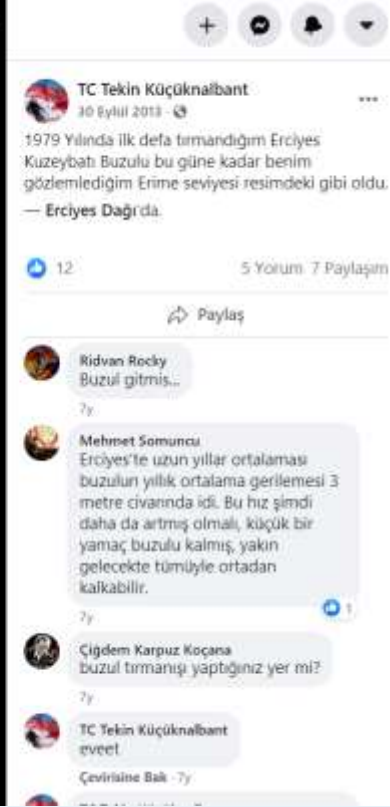 TC Tekin Küçüknalbant
30 Eylül 2013 ·
1979 Yılında ilk defa tırmandığım Erciyes
Kuzeybatı Buzulu bu güne kadar benim
gözlemlediğim Erime seviyesi resimdeki gibi oldu.
— Erciyes Dağı'da.
12
5 Yorum 7 Paylaşım
Paylaş
Ridvan Rocky
Buzul gitmis...
7y
Mehmet Somuncu
Erciyes'te uzun yıllar ortalaması
buzulun yıllık ortalama gerilemesi 3
metre civarında idi. Bu hız şimdi
daha da artmış olmalı, küçük bir
yamaç buzulu kalmış, yakın
gelecekte tümüyle ortadan
kalkabilir.
1
7y
Çiğdem Karpuz Koçana
buzul tırmanışı yaptığınız yer mi?
7y
TC Tekin Küçüknalbant
eveet
Çevirisine Bak · 7y